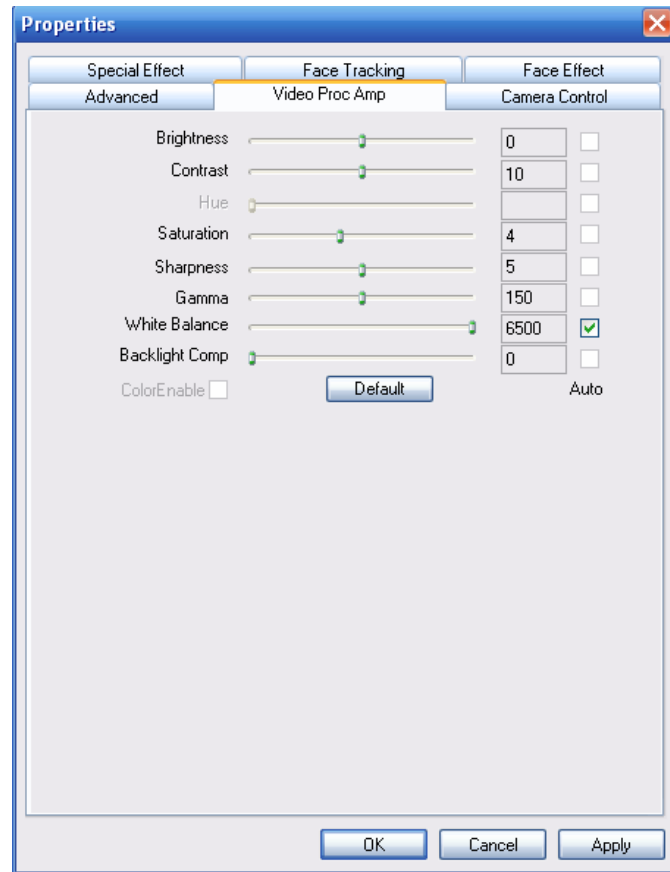 Properties
Special Effect Face Tracking Face Effect
Advanced Video Proc Amp Camera Control
Brightness 0
Contrast 10
Hue
Saturation 4
Sharpness 5
Gamma 150
White Balance 6500
Backlight Comp 0
ColorEnable Default Auto
OK Cancel Apply